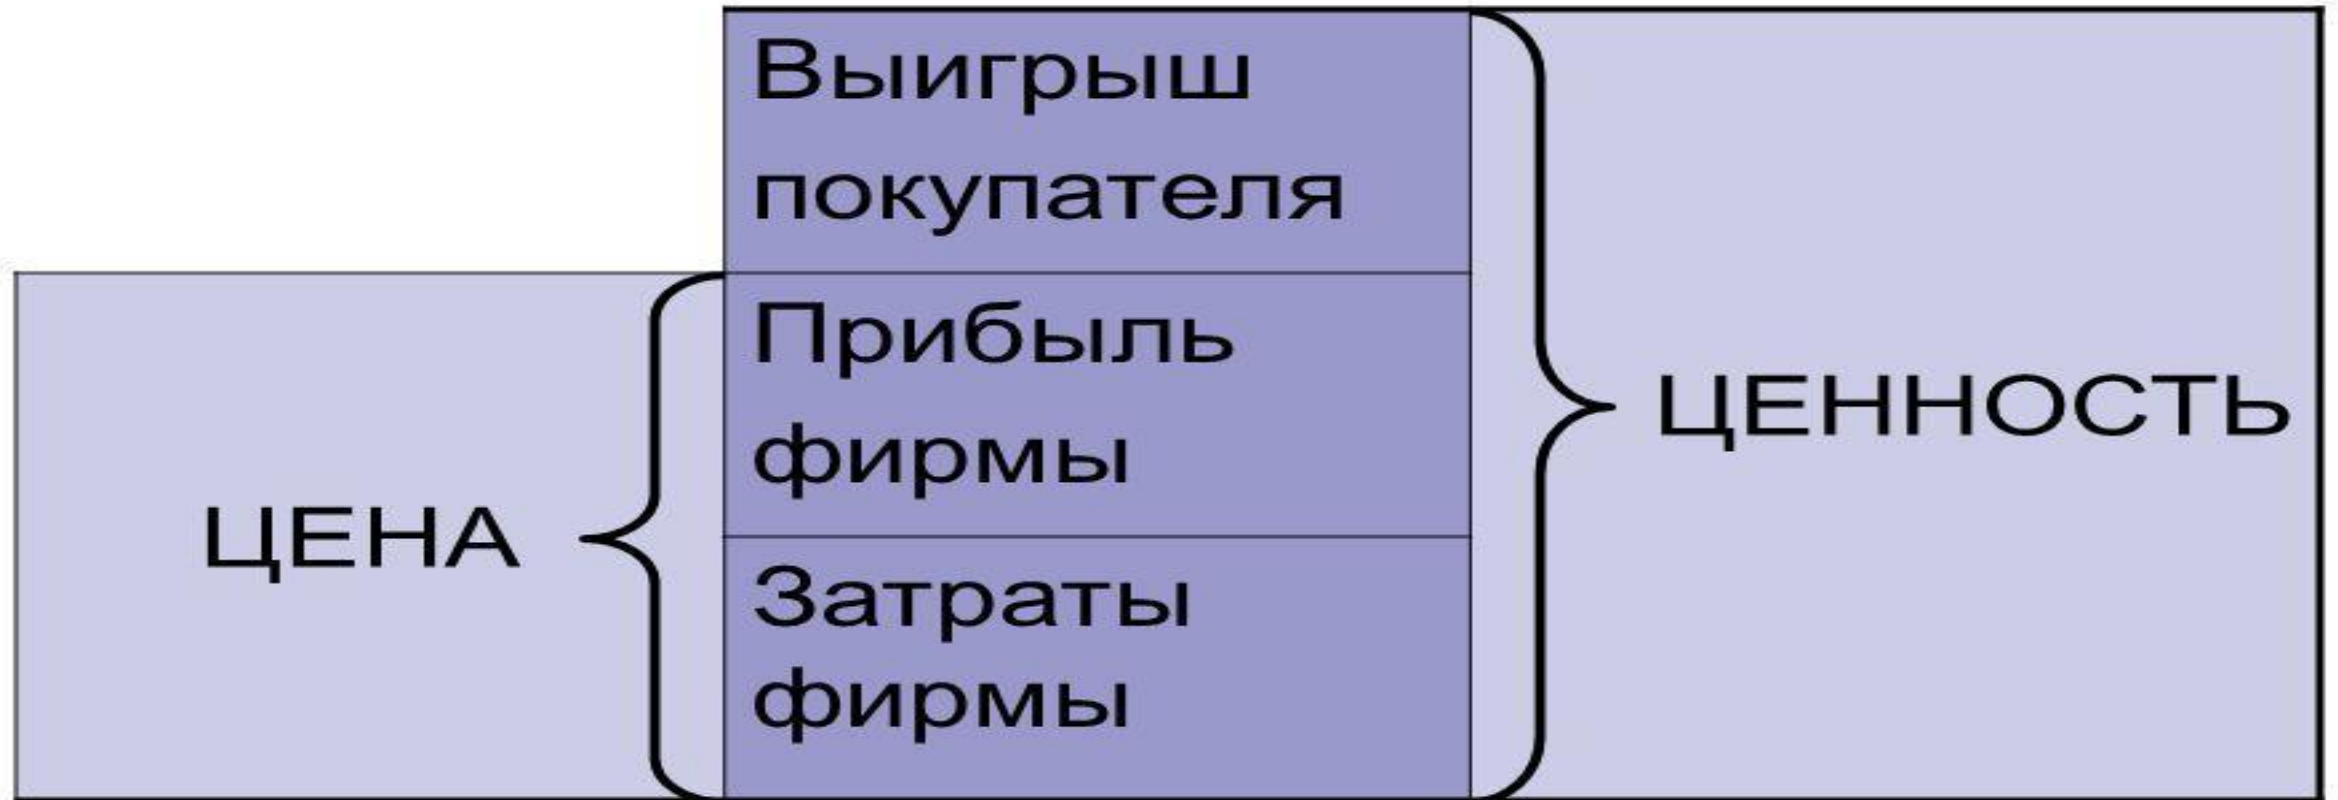 Выигрыш
покупателя
Прибыль
фирмы
ЦЕННОСТЬ
ЦЕНА
Затраты
фирмы